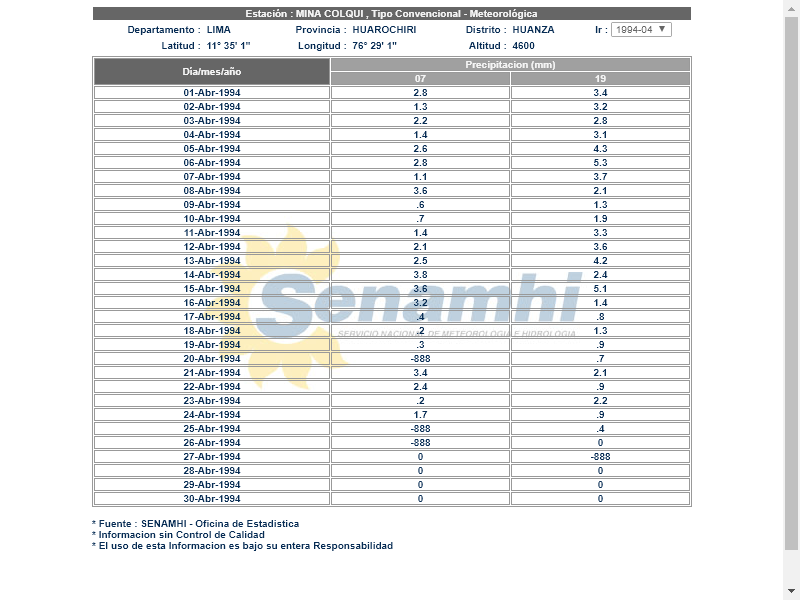 Estación : MINA COLQUI , Tipo Convencional - Meteorológica
Departamento : LIMA Provincia : HUAROCHIRI Distrito : HUANZA Ir : 1994-04
Latitud : 11° 35' 1" Longitud : 76° 29' 1" Altitud : 4600
Dia/mes/año Precipitacion (mm)
07 19
01-Abr-1994 2.8 3.4
02-Abr-1994 1.3 3.2
03-Abr-1994 2.2 2.8
04-Abr-1994 1.4 3.1
05-Abr-1994 2.6 4.3
06-Abr-1994 2.8 5.3
07-Abr-1994 1.1 3.7
08-Abr-1994 3.6 2.1
09-Abr-1994 .6 1.3
10-Abr-1994 .7 1.9
11-Abr-1994 1.4 3.3
12-Abr-1994 2.1 3.6
13-Abr-1994 2.5 4.2
14-Abr-1994 3.8 2.4
15-Abr-1994 3.6 5.1
16-Abr-1994 3.2 1.4
17-Abr-1994 .4 .8
18-Abr-1994 .2 1.3
19-Abr-1994 .3 .9
20-Abr-1994 -888 .7
21-Abr-1994 3.4 2.1
22-Abr-1994 2.4 .9
23-Abr-1994 .2 2.2
24-Abr-1994 1.7 .9
25-Abr-1994 -888 .4
26-Abr-1994 -888 0
27-Abr-1994 0 -888
28-Abr-1994 0 0
29-Abr-1994 0 0
30-Abr-1994 0 0
Senamhi
SERVICIO NACIONAL DE METEOROLOGIA E HIDROLOGIA
* Fuente : SENAMHI - Oficina de Estadistica
* Informacion sin Control de Calidad
* El uso de esta Informacion es bajo su entera Responsabilidad